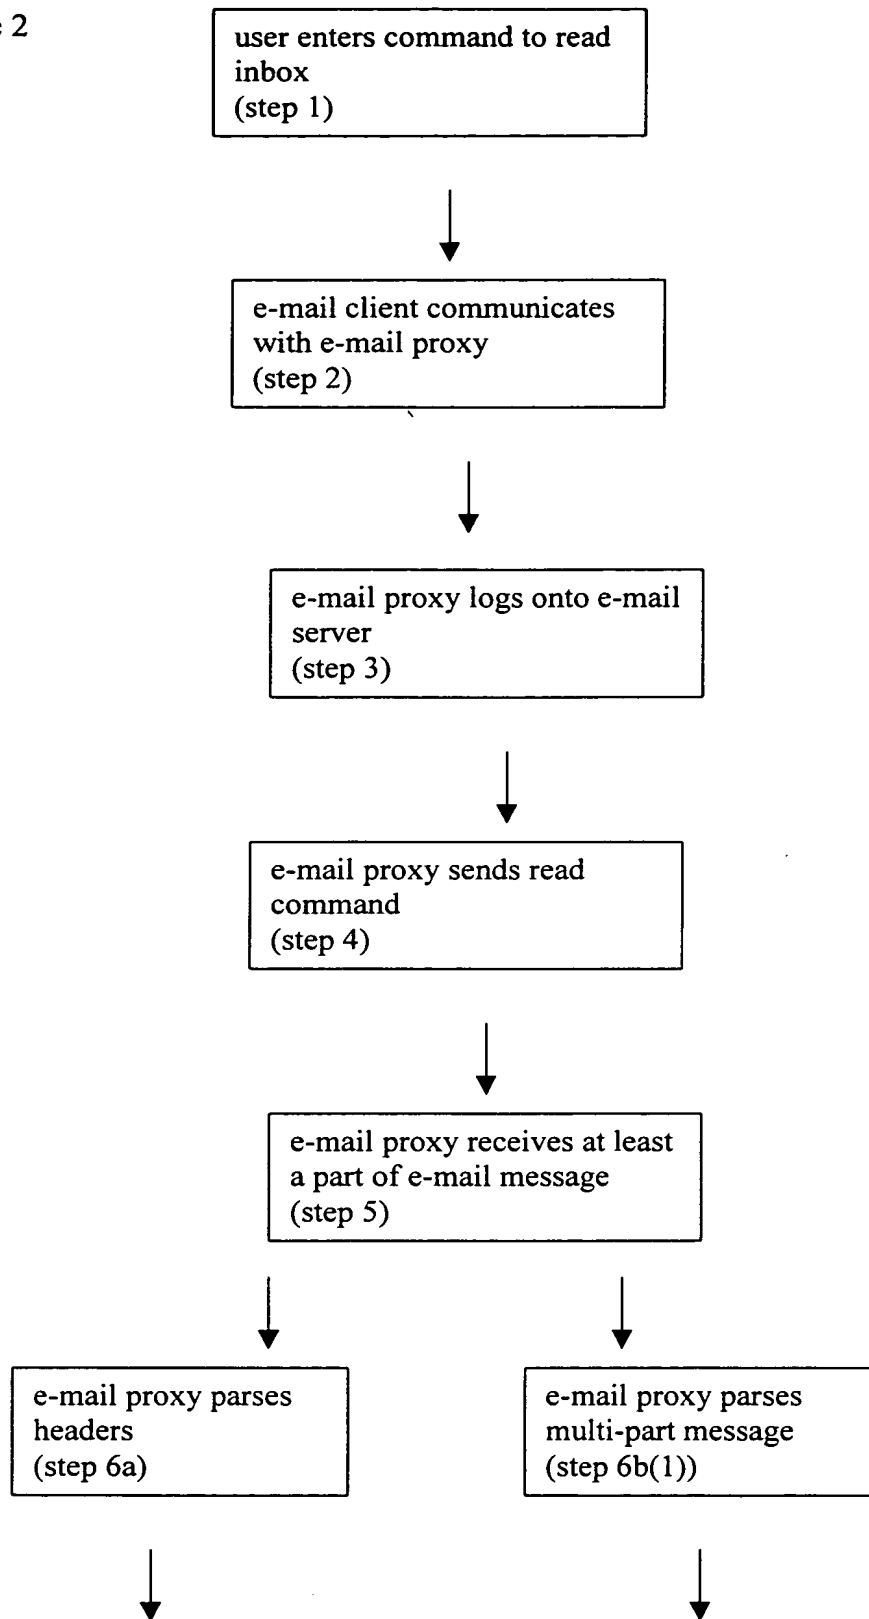 2
user enters command to read
inbox
(step 1)
e-mail client communicates
with e-mail proxy
(step 2)
e-mail proxy logs onto e-mail
server
(step 3)
e-mail proxy sends read
command
(step 4)
e-mail proxy receives at least
a part of e-mail message
(step 5)
e-mail proxy parses
headers
(step 6a)
e-mail proxy parses
multi-part message
(step 6b(1))